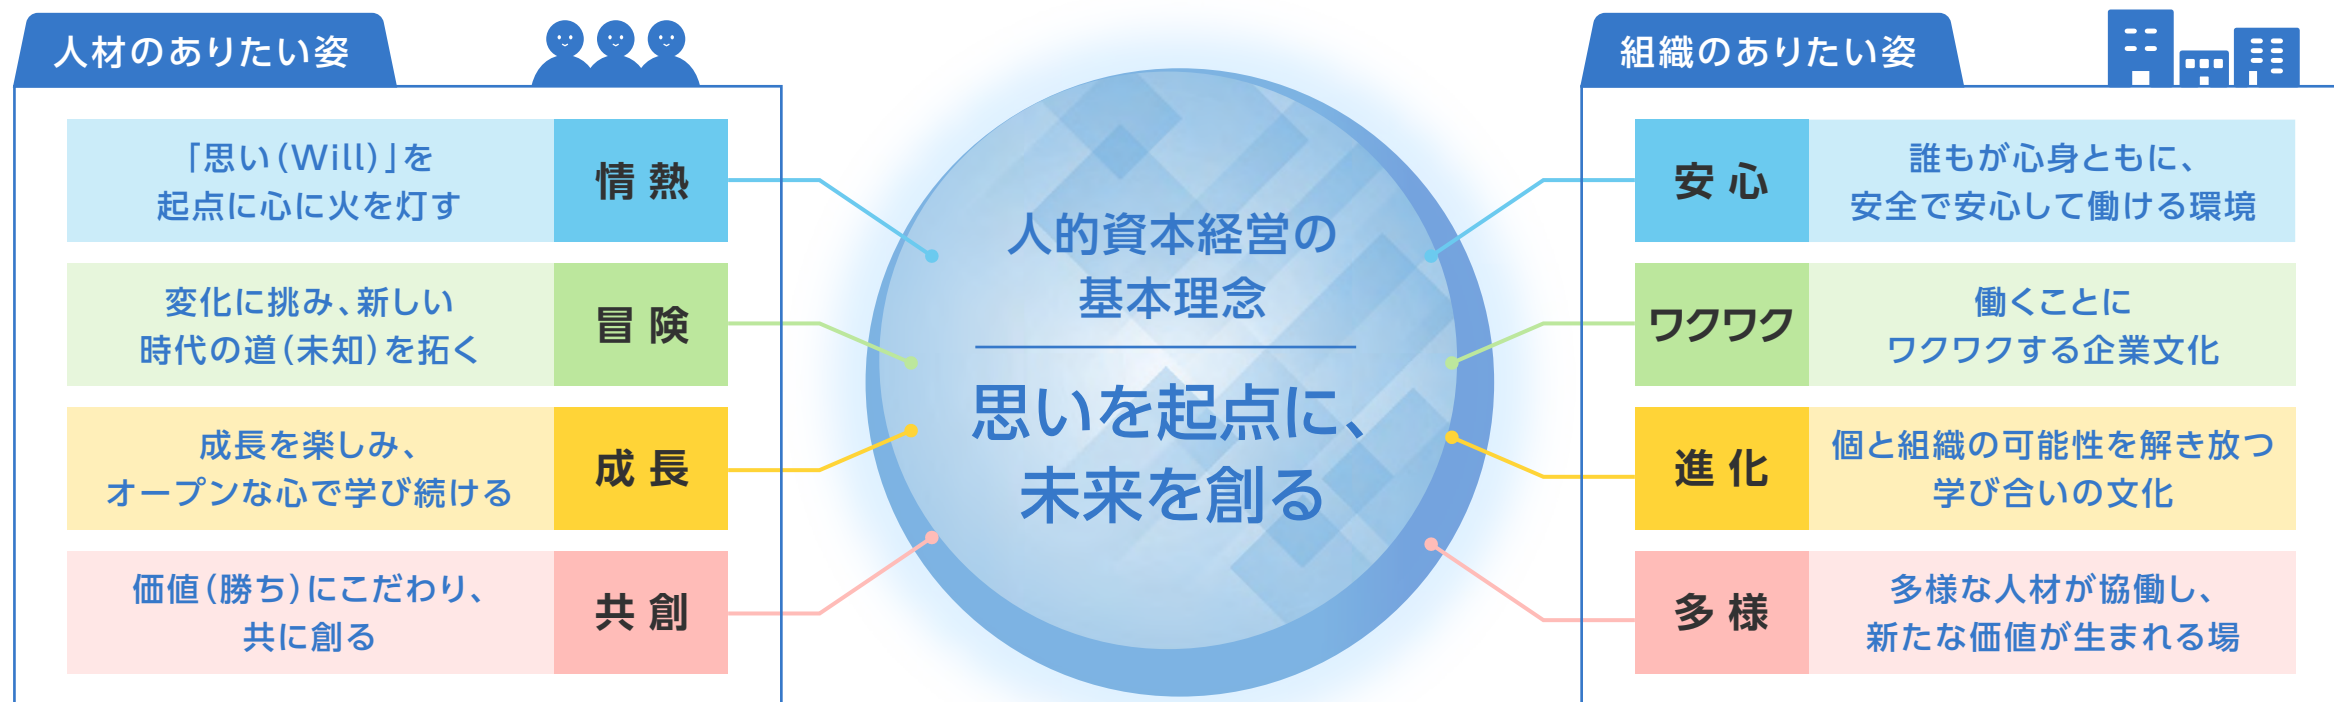 人材のありたい姿
「思い（Will）」を
起点に心に火を灯す
情熱
変化に挑み、新しい
時代の道（未知）を拓く
冒険
成長を楽しみ、
オープンな心で学び続ける
成長
価値（勝ち）にこだわり、
共に創る
共創
人的資本経営の
基本理念
思いを起点に、
未来を創る
組織のありたい姿
安心
誰もが心身ともに、
安全で安心して働ける環境
ワクワク
働くことに
ワクワクする企業文化
進化
個と組織の可能性を解き放つ
学び合いの文化
多様
多様な人材が協働し、
新たな価値が生まれる場